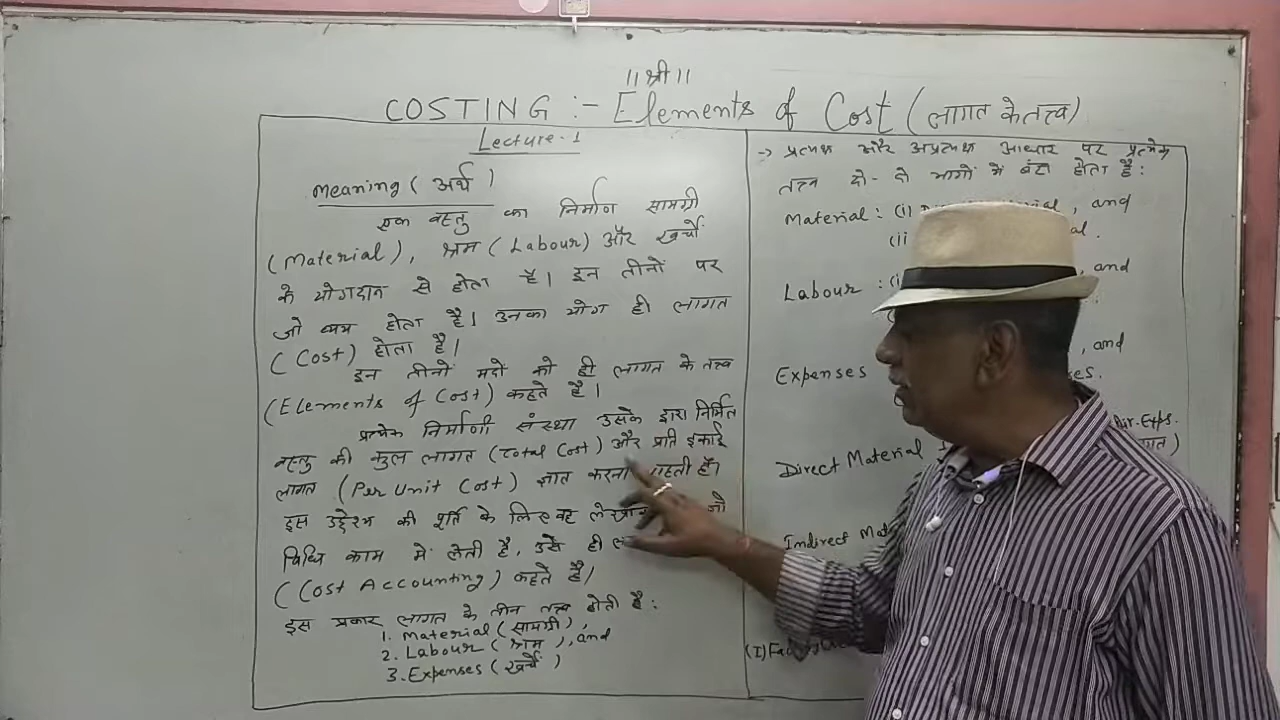 ।। श्री ।।
COSTING :- Elements of Cost (लागत के तत्त्व)
Lecture-1
Meaning (अर्थ)
एक वस्तु का निर्माण सामग्री
(Material), श्रम (Labour) और खर्चों
के योगदान से होता है। इन तीनों पर
जो व्यय होता है। उनका योग ही लागत
(Cost) होता है।
इन तीनों मदों को ही लागत के तत्त्व
(Elements of Cost) कहते है।
प्रत्येक निर्माणी संस्था उसके द्वारा निर्मित
वस्तु की कुल लागत (Total Cost) और प्रति इकाई
लागत (Per Unit Cost) ज्ञात करना चाहती है।
इस उद्देश्य की पूर्ति के लिए वह जो
विधि काम में लेती है, उसे ही
(Cost Accounting) कहते है।
इस प्रकार लागत के तीन तत्त्व होती है:
1. Material (सामग्री),
2. Labour (श्रम), and
3. Expenses (खर्चे)
-> प्रत्यक्ष और अप्रत्यक्ष आधार पर प्रत्येक
तत्त्व दो-दो भागों में बंटा होता है:
Material: (i) , and
(ii
Labour : (i , and
Expenses , and
Dir. Exps.
Direct Material
Indirect Mat
(I) Fact